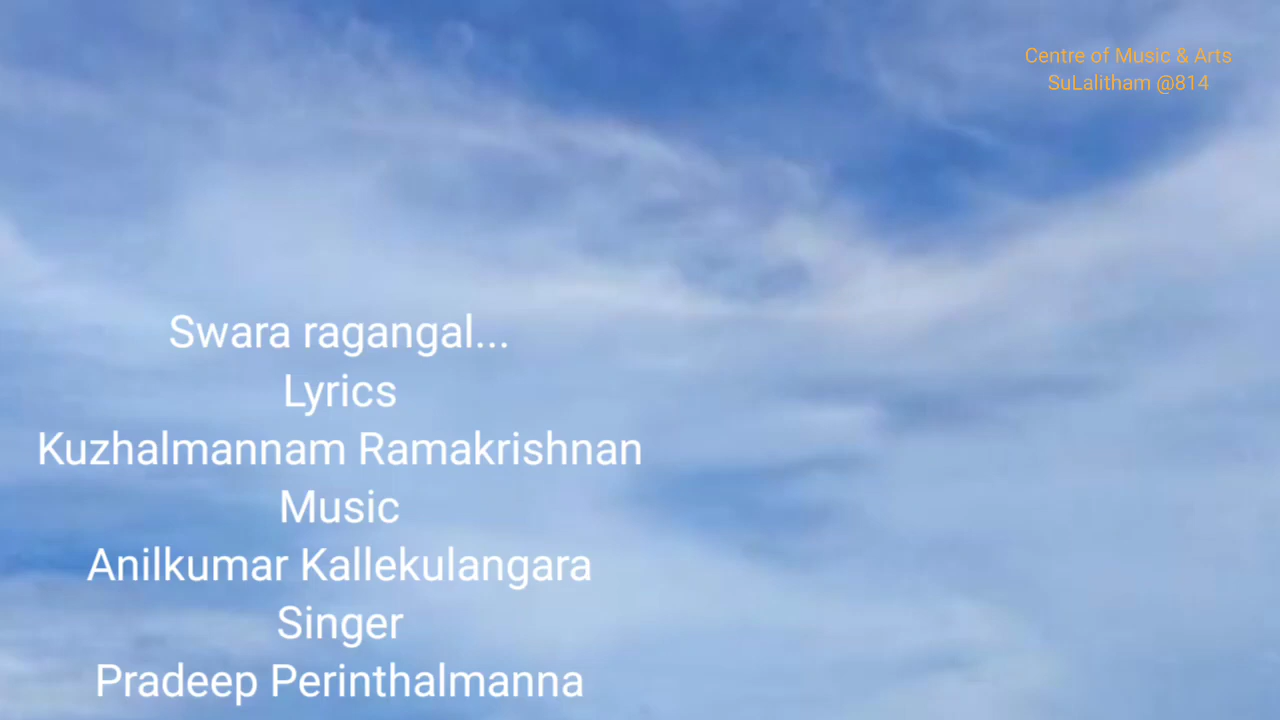 Centre of Music & Arts
SuLalitham @814
Swara ragangal...
Lyrics
Kuzhalmannam Ramakrishnan
Music
Anilkumar Kallekulangara
Singer
Pradeep Perinthalmanna